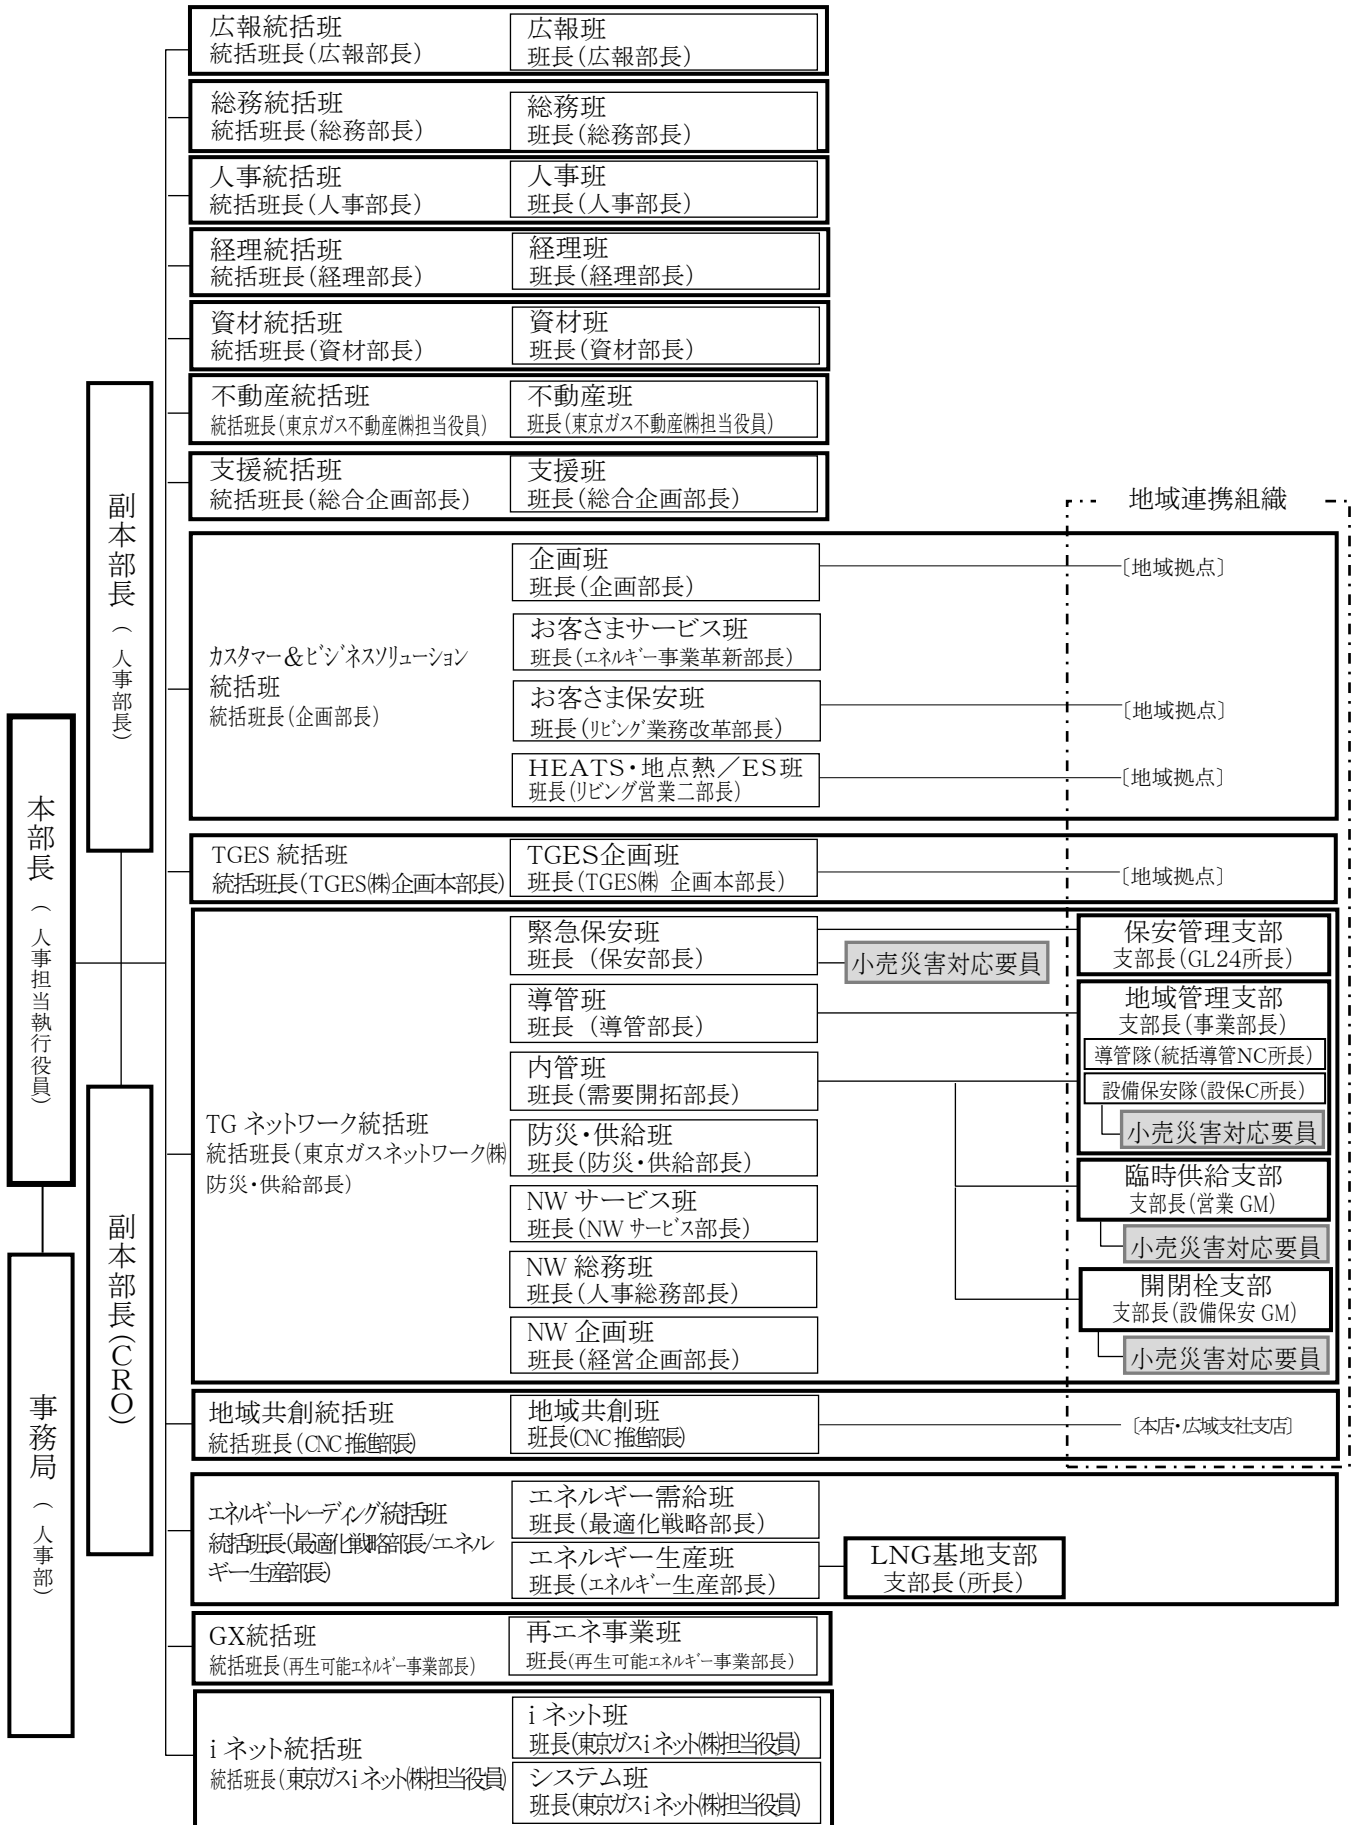 広報統括班
統括班長(広報部長)
広報班
班長(広報部長)
総務統括班
統括班長(総務部長)
総務班
班長(総務部長)
人事統括班
統括班長(人事部長)
人事班
班長(人事部長)
経理統括班
統括班長(経理部長)
経理班
班長(経理部長)
資材統括班
統括班長(資材部長)
資材班
班長(資材部長)
不動産統括班
統括班長(東京ガス不動産㈱担当役員)
不動産班
班長(東京ガス不動産㈱担当役員)
支援統括班
統括班長(総合企画部長)
支援班
班長(総合企画部長)
副本部長(人事部長)
地域連携組織
カスタマー&ビジネスソリューション
統括班
統括班長(企画部長)
企画班
班長(企画部長)
〔地域拠点〕
お客さまサービス班
班長(エネルギー事業革新部長)
お客さま保安班
班長(リビング業務改革部長)
〔地域拠点〕
HEATS・地点熱/ES班
班長(リビング営業二部長)
〔地域拠点〕
本部長(人事担当執行役員)
TGES 統括班
統括班長(TGES㈱企画本部長)
TGES企画班
班長(TGES㈱ 企画本部長)
〔地域拠点〕
TG ネットワーク統括班
統括班長(東京ガスネットワーク㈱
防災・供給部長)
緊急保安班
班長 (保安部長)
小売災害対応要員
保安管理支部
支部長(GL24所長)
導管班
班長 (導管部長)
地域管理支部
支部長(事業部長)
導管隊(統括導管NC所長)
設備保安隊(設保C所長)
小売災害対応要員
内管班
班長(需要開拓部長)
防災・供給班
班長(防災・供給部長)
臨時供給支部
支部長(営業 GM)
小売災害対応要員
NW サービス班
班長(NW サービス部長)
NW 総務班
班長(人事総務部長)
開閉栓支部
支部長(設備保安 GM)
小売災害対応要員
NW 企画班
班長(経営企画部長)
副本部長(CRO)
事務局(人事部)
地域共創統括班
統括班長(CNC 推進部長)
地域共創班
班長(CNC 推進部長)
〔本店・広域支社支店〕
エネルギートレーディング統括班
統括班長(最適化戦略部長/エネル
ギー生産部長)
エネルギー需給班
班長(最適化戦略部長)
エネルギー生産班
班長(エネルギー生産部長)
LNG基地支部
支部長(所長)
GX統括班
統括班長(再生可能エネルギー事業部長)
再エネ事業班
班長(再生可能エネルギー事業部長)
i ネット統括班
統括班長(東京ガスi ネット㈱担当役員)
i ネット班
班長(東京ガスi ネット㈱担当役員)
システム班
班長(東京ガスi ネット㈱担当役員)